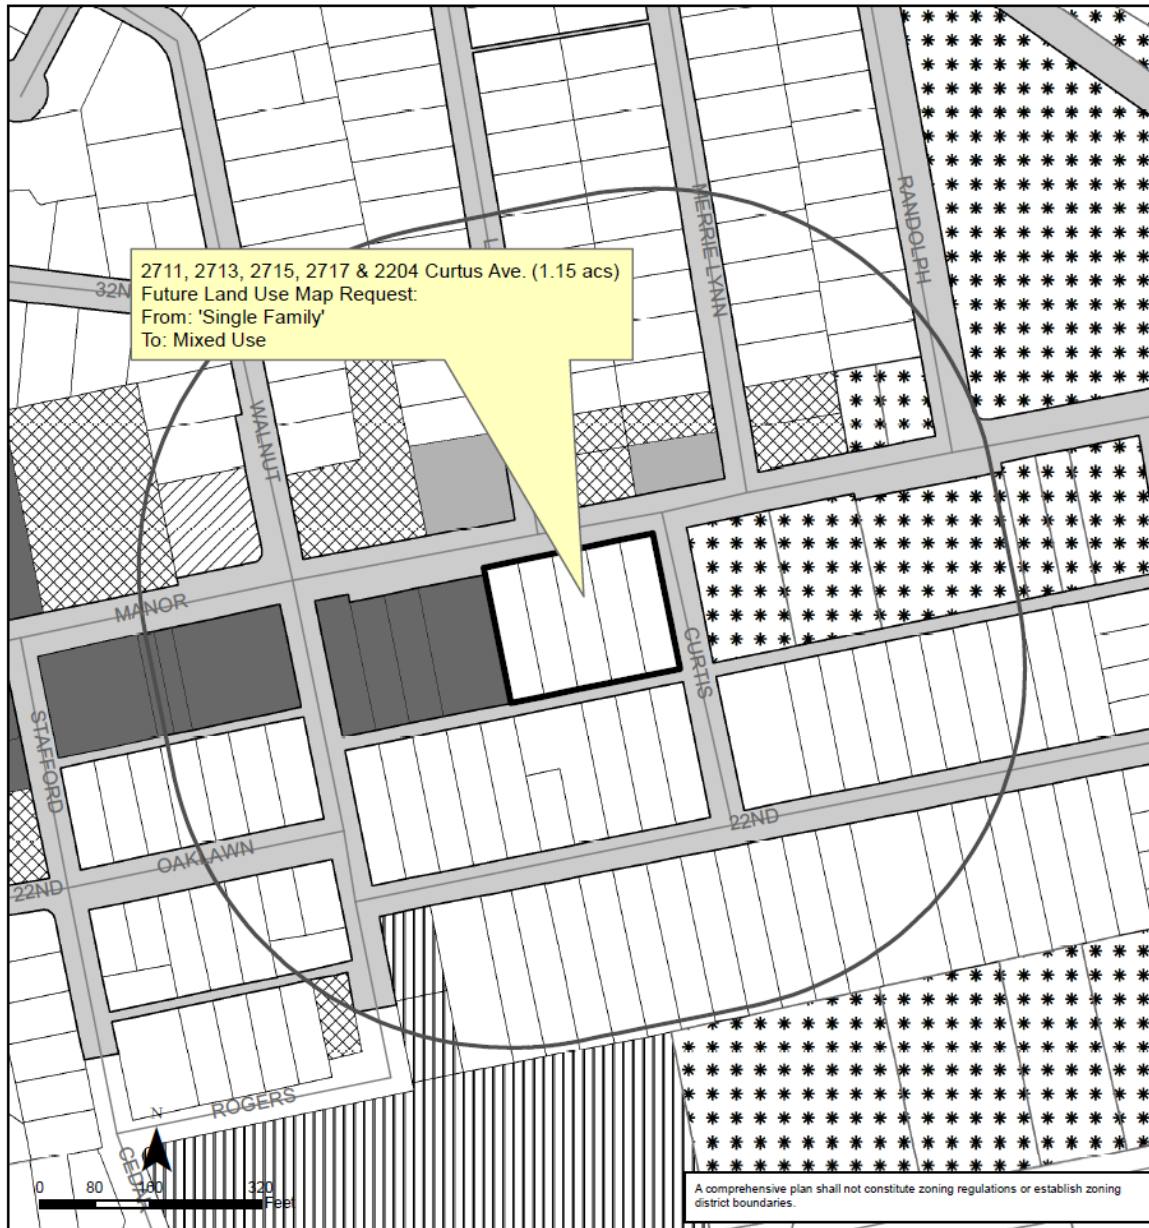 RANDOLPH
MERRIE LYNN
L
2711, 2713, 2715, 2717 & 2204 Curtus Ave. (1.15 acs)
Future Land Use Map Request:
From: 'Single Family'
To: Mixed Use
32N
WALNUT
MANOR
CURTIS
STAFFORD
22ND
OAKLAWN
22ND
ROGERS
N
CEDAR
0 80 160 320
Feet
A comprehensive plan shall not constitute zoning regulations or establish zoning
district boundaries.